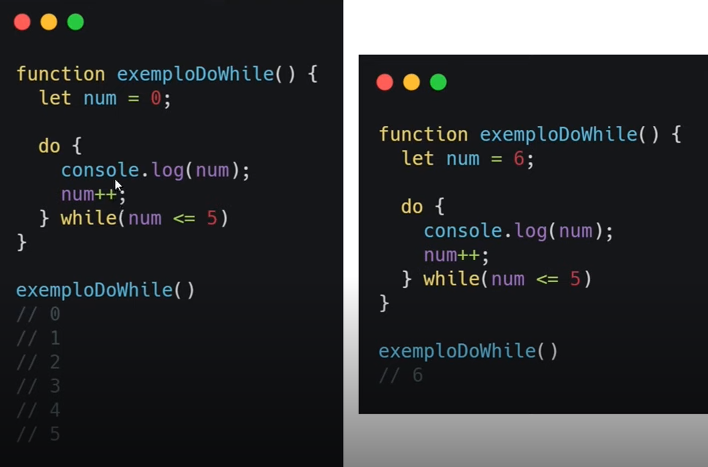 function exemploDoWhile() {
  let num = 0;

  do {
    console.log(num);
    num++;
  } while(num <= 5)
}

exemploDoWhile()
// 0
// 1
// 2
// 3
// 4
// 5

function exemploDoWhile() {
  let num = 6;

  do {
    console.log(num);
    num++;
  } while(num <= 5)
}

exemploDoWhile()
// 6